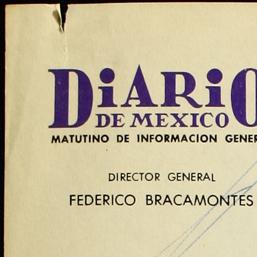 DiARiO
DE MEXICO
MATUTINO DE INFORMACION GENER
DIRECTOR GENERAL
FEDERICO BRACAMONTES